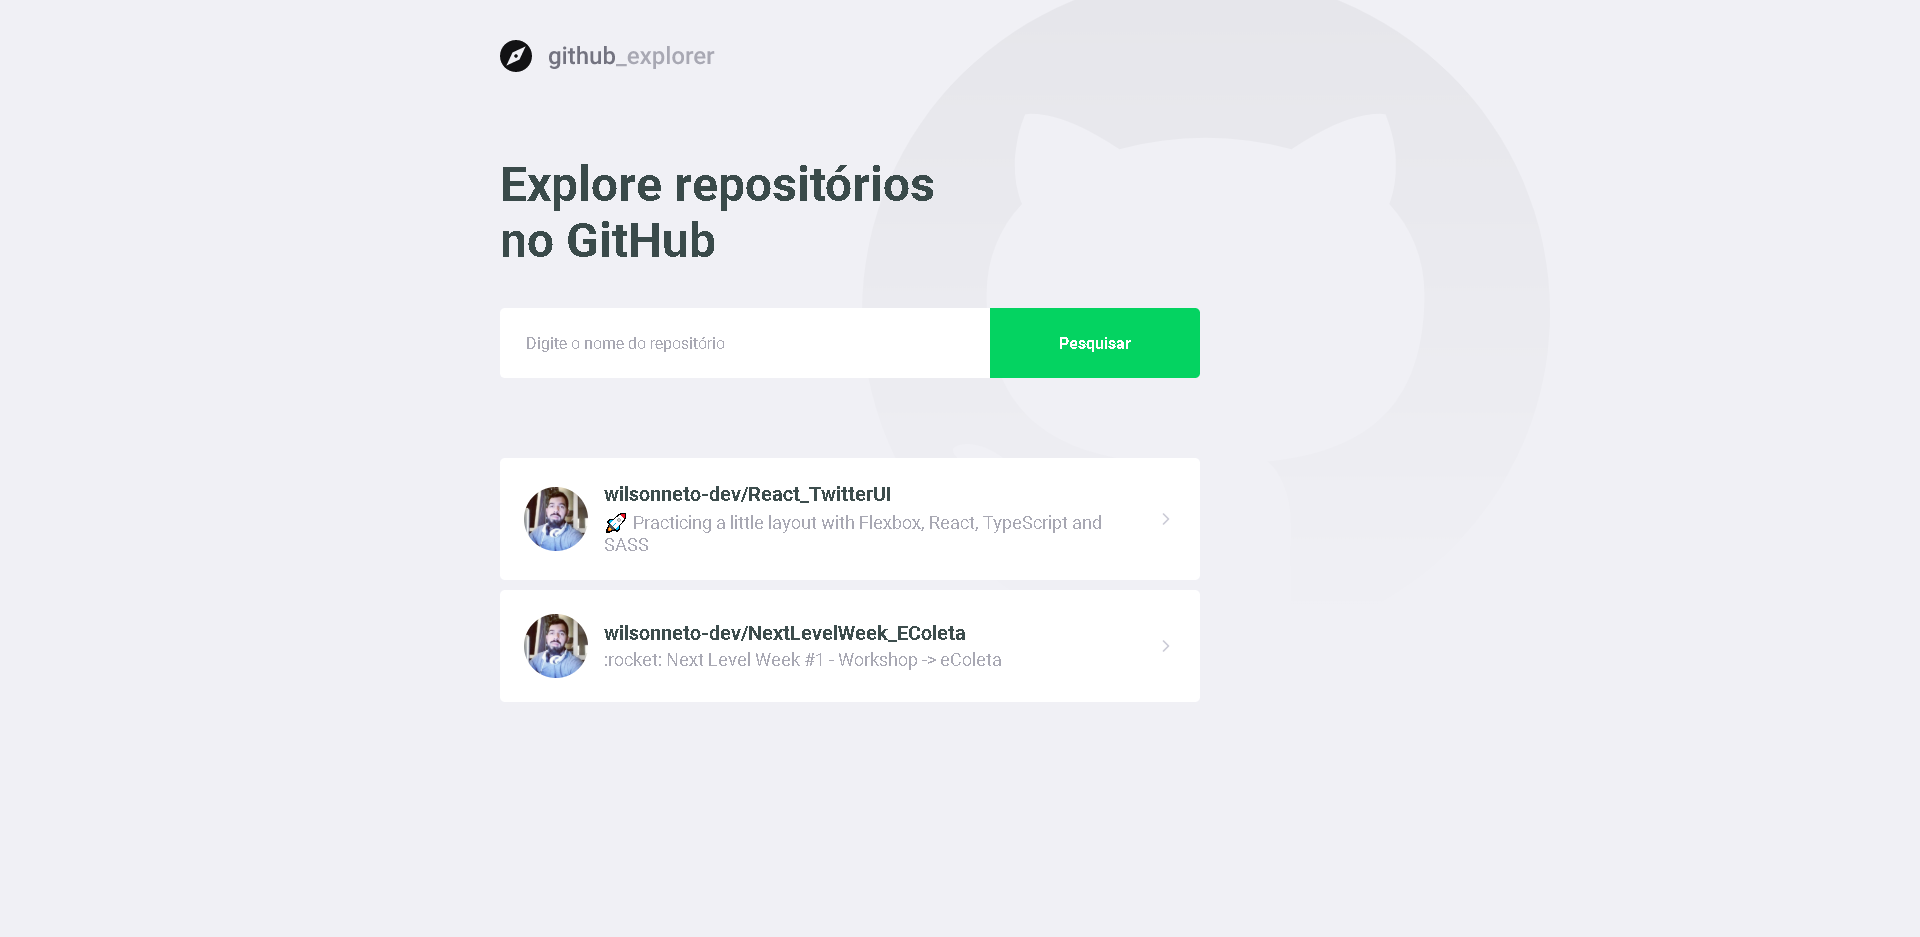 github_explorer
Explore repositórios
no GitHub
Digite o nome do repositório
Pesquisar
wilsonneto-dev/React_TwitterUI
🚀 Practicing a little layout with Flexbox, React, TypeScript and
SASS
wilsonneto-dev/NextLevelWeek_EColeta
:rocket: Next Level Week #1 - Workshop -> eColeta